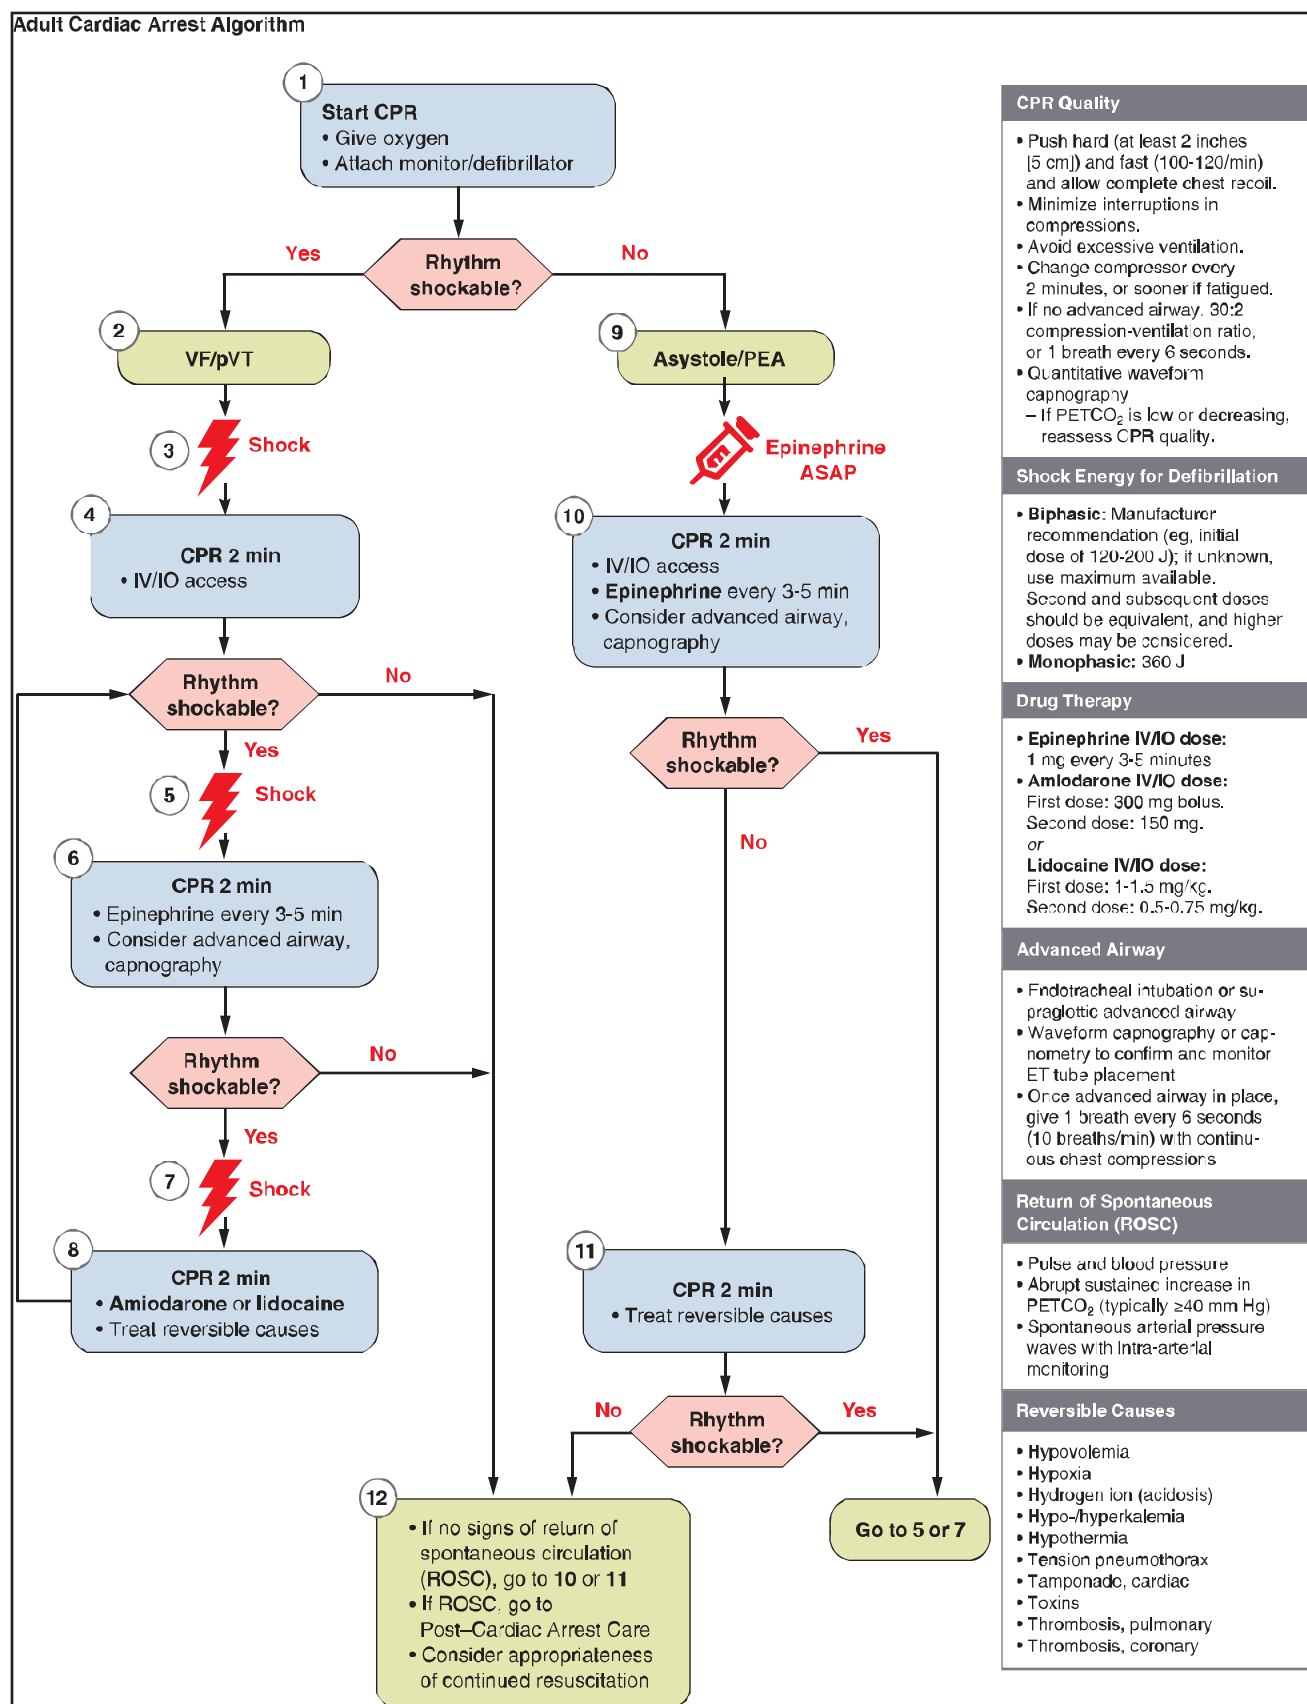 Adult Cardiac Arrest Algorithm
1
Start CPR
• Give oxygen
• Attach monitor/defibrillator
Rhythm
shockable?
Yes
No
2
VF/pVT
3
Shock
4
CPR 2 min
• IV/IO access
Rhythm
shockable?
No
Yes
5
Shock
6
CPR 2 min
• Epinephrine every 3-5 min
• Consider advanced airway,
capnography
Rhythm
shockable?
No
Yes
7
Shock
8
CPR 2 min
• Amiodarone or lidocaine
• Treat reversible causes
9
Asystole/PEA
Epinephrine
ASAP
10
CPR 2 min
• IV/IO access
• Epinephrine every 3-5 min
• Consider advanced airway,
capnography
Rhythm
shockable?
Yes
No
11
CPR 2 min
• Treat reversible causes
Rhythm
shockable?
No
Yes
12
• If no signs of return of
spontaneous circulation
(ROSC), go to 10 or 11
• If ROSC, go to
Post–Cardiac Arrest Care
• Consider appropriateness
of continued resuscitation
Go to 5 or 7
CPR Quality
• Push hard (at least 2 inches
[5 cm]) and fast (100-120/min)
and allow complete chest recoil.
• Minimize interruptions in
compressions.
• Avoid excessive ventilation.
• Change compressor every
2 minutes, or sooner if fatigued.
• If no advanced airway, 30:2
compression-ventilation ratio,
or 1 breath every 6 seconds.
• Quantitative waveform
capnography
– If PETCO₂ is low or decreasing,
reassess CPR quality.
Shock Energy for Defibrillation
• Biphasic: Manufacturer
recommendation (eg, initial
dose of 120-200 J); if unknown,
use maximum available.
Second and subsequent doses
should be equivalent, and higher
doses may be considered.
• Monophasic: 360 J
Drug Therapy
• Epinephrine IV/IO dose:
1 mg every 3-5 minutes
• Amiodarone IV/IO dose:
First dose: 300 mg bolus.
Second dose: 150 mg.
or
Lidocaine IV/IO dose:
First dose: 1-1.5 mg/kg.
Second dose: 0.5-0.75 mg/kg.
Advanced Airway
• Endotracheal intubation or su-
praglottic advanced airway
• Waveform capnography or cap-
nometry to confirm and monitor
ET tube placement
• Once advanced airway in place,
give 1 breath every 6 seconds
(10 breaths/min) with continu-
ous chest compressions
Return of Spontaneous
Circulation (ROSC)
• Pulse and blood pressure
• Abrupt sustained increase in
PETCO₂ (typically ≥40 mm Hg)
• Spontaneous arterial pressure
waves with intra-arterial
monitoring
Reversible Causes
• Hypovolemia
• Hypoxia
• Hydrogen ion (acidosis)
• Hypo-/hyperkalemia
• Hypothermia
• Tension pneumothorax
• Tamponade, cardiac
• Toxins
• Thrombosis, pulmonary
• Thrombosis, coronary